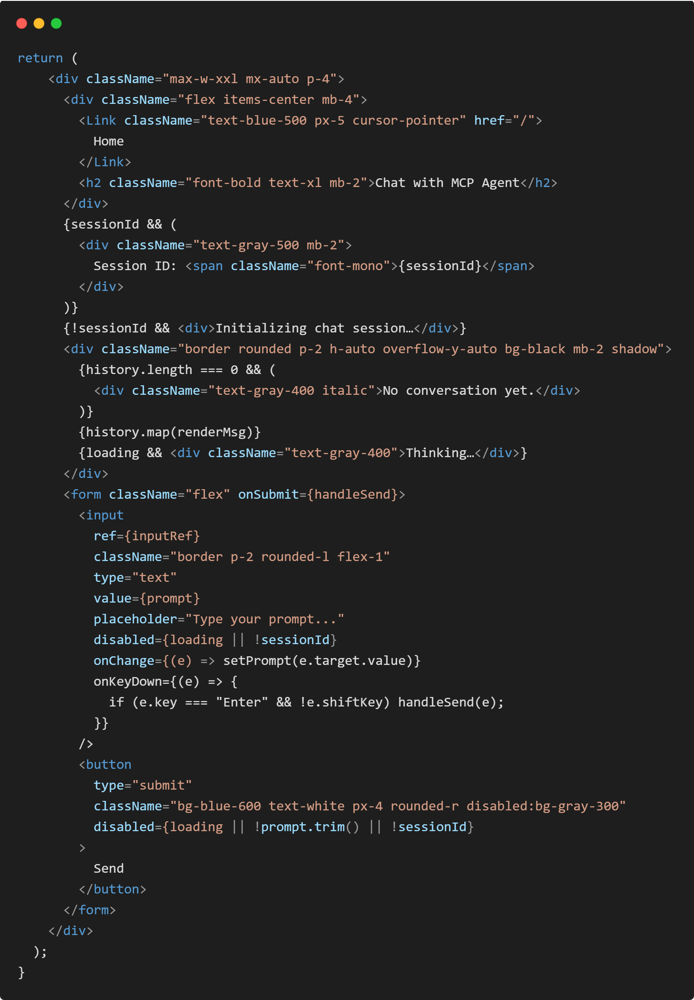 return (
    <div className="max-w-xxl mx-auto p-4">
      <div className="flex items-center mb-4">
        <Link className="text-blue-500 px-5 cursor-pointer" href="/">
          Home
        </Link>
        <h2 className="font-bold text-xl mb-2">Chat with MCP Agent</h2>
      </div>
      {sessionId && (
        <div className="text-gray-500 mb-2">
          Session ID: <span className="font-mono">{sessionId}</span>
        </div>
      )}
      {!sessionId && <div>Initializing chat session…</div>}
      <div className="border rounded p-2 h-auto overflow-y-auto bg-black mb-2 shadow">
        {history.length === 0 && (
          <div className="text-gray-400 italic">No conversation yet.</div>
        )}
        {history.map(renderMsg)}
        {loading && <div className="text-gray-400">Thinking…</div>}
      </div>
      <form className="flex" onSubmit={handleSend}>
        <input
          ref={inputRef}
          className="border p-2 rounded-l flex-1"
          type="text"
          value={prompt}
          placeholder="Type your prompt..."
          disabled={loading || !sessionId}
          onChange={(e) => setPrompt(e.target.value)}
          onKeyDown={(e) => {
            if (e.key === "Enter" && !e.shiftKey) handleSend(e);
          }}
        />
        <button
          type="submit"
          className="bg-blue-600 text-white px-4 rounded-r disabled:bg-gray-300"
          disabled={loading || !prompt.trim() || !sessionId}
        >
          Send
        </button>
      </form>
    </div>
  );
}